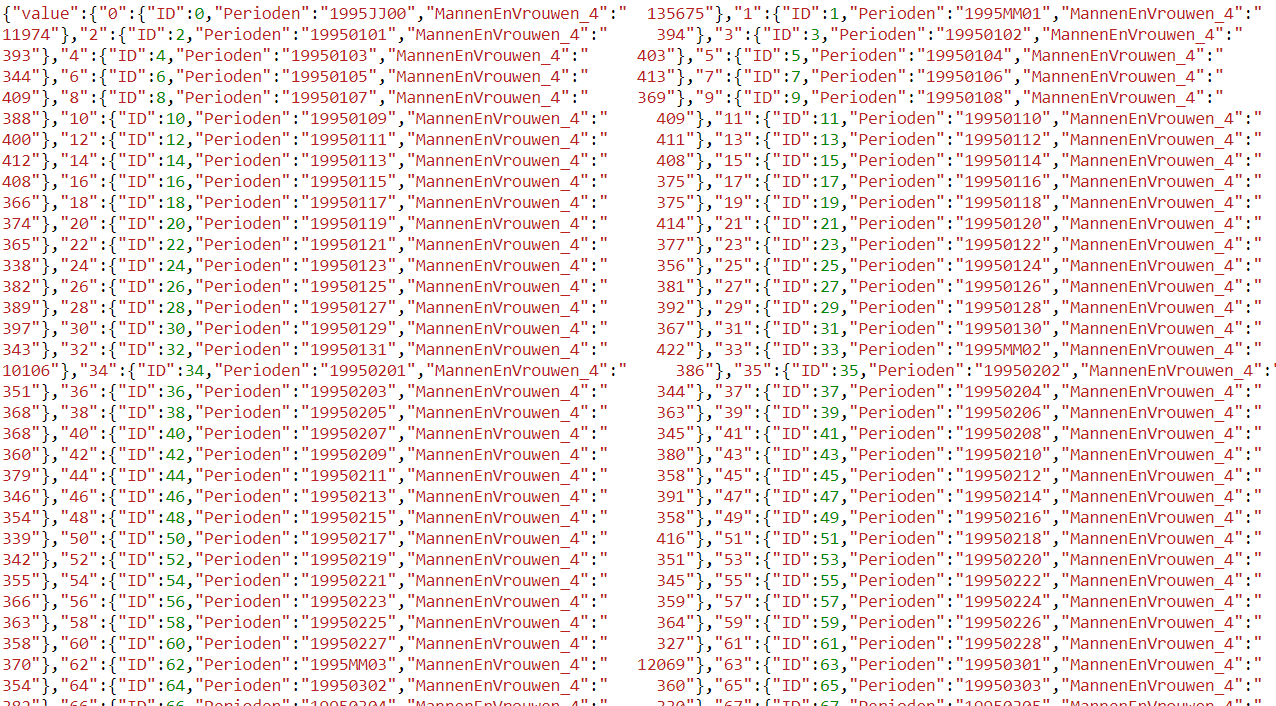 {"value":{"0":{"ID":0,"Perioden":"1995JJ00","MannenEnVrouwen_4":"  135675"},"1":{"ID":1,"Perioden":"1995MM01","MannenEnVrouwen_4":"
11974"},"2":{"ID":2,"Perioden":"19950101","MannenEnVrouwen_4":"     394"},"3":{"ID":3,"Perioden":"19950102","MannenEnVrouwen_4":"
393"},"4":{"ID":4,"Perioden":"19950103","MannenEnVrouwen_4":"     403"},"5":{"ID":5,"Perioden":"19950104","MannenEnVrouwen_4":"
344"},"6":{"ID":6,"Perioden":"19950105","MannenEnVrouwen_4":"     413"},"7":{"ID":7,"Perioden":"19950106","MannenEnVrouwen_4":"
409"},"8":{"ID":8,"Perioden":"19950107","MannenEnVrouwen_4":"     369"},"9":{"ID":9,"Perioden":"19950108","MannenEnVrouwen_4":"
388"},"10":{"ID":10,"Perioden":"19950109","MannenEnVrouwen_4":"     409"},"11":{"ID":11,"Perioden":"19950110","MannenEnVrouwen_4":"
400"},"12":{"ID":12,"Perioden":"19950111","MannenEnVrouwen_4":"     411"},"13":{"ID":13,"Perioden":"19950112","MannenEnVrouwen_4":"
412"},"14":{"ID":14,"Perioden":"19950113","MannenEnVrouwen_4":"     408"},"15":{"ID":15,"Perioden":"19950114","MannenEnVrouwen_4":"
408"},"16":{"ID":16,"Perioden":"19950115","MannenEnVrouwen_4":"     375"},"17":{"ID":17,"Perioden":"19950116","MannenEnVrouwen_4":"
366"},"18":{"ID":18,"Perioden":"19950117","MannenEnVrouwen_4":"     375"},"19":{"ID":19,"Perioden":"19950118","MannenEnVrouwen_4":"
374"},"20":{"ID":20,"Perioden":"19950119","MannenEnVrouwen_4":"     414"},"21":{"ID":21,"Perioden":"19950120","MannenEnVrouwen_4":"
365"},"22":{"ID":22,"Perioden":"19950121","MannenEnVrouwen_4":"     377"},"23":{"ID":23,"Perioden":"19950122","MannenEnVrouwen_4":"
338"},"24":{"ID":24,"Perioden":"19950123","MannenEnVrouwen_4":"     356"},"25":{"ID":25,"Perioden":"19950124","MannenEnVrouwen_4":"
382"},"26":{"ID":26,"Perioden":"19950125","MannenEnVrouwen_4":"     381"},"27":{"ID":27,"Perioden":"19950126","MannenEnVrouwen_4":"
389"},"28":{"ID":28,"Perioden":"19950127","MannenEnVrouwen_4":"     392"},"29":{"ID":29,"Perioden":"19950128","MannenEnVrouwen_4":"
397"},"30":{"ID":30,"Perioden":"19950129","MannenEnVrouwen_4":"     367"},"31":{"ID":31,"Perioden":"19950130","MannenEnVrouwen_4":"
343"},"32":{"ID":32,"Perioden":"19950131","MannenEnVrouwen_4":"     422"},"33":{"ID":33,"Perioden":"1995MM02","MannenEnVrouwen_4":"
10106"},"34":{"ID":34,"Perioden":"19950201","MannenEnVrouwen_4":"     386"},"35":{"ID":35,"Perioden":"19950202","MannenEnVrouwen_4":"
351"},"36":{"ID":36,"Perioden":"19950203","MannenEnVrouwen_4":"     344"},"37":{"ID":37,"Perioden":"19950204","MannenEnVrouwen_4":"
368"},"38":{"ID":38,"Perioden":"19950205","MannenEnVrouwen_4":"     363"},"39":{"ID":39,"Perioden":"19950206","MannenEnVrouwen_4":"
368"},"40":{"ID":40,"Perioden":"19950207","MannenEnVrouwen_4":"     345"},"41":{"ID":41,"Perioden":"19950208","MannenEnVrouwen_4":"
360"},"42":{"ID":42,"Perioden":"19950209","MannenEnVrouwen_4":"     380"},"43":{"ID":43,"Perioden":"19950210","MannenEnVrouwen_4":"
379"},"44":{"ID":44,"Perioden":"19950211","MannenEnVrouwen_4":"     358"},"45":{"ID":45,"Perioden":"19950212","MannenEnVrouwen_4":"
346"},"46":{"ID":46,"Perioden":"19950213","MannenEnVrouwen_4":"     391"},"47":{"ID":47,"Perioden":"19950214","MannenEnVrouwen_4":"
354"},"48":{"ID":48,"Perioden":"19950215","MannenEnVrouwen_4":"     358"},"49":{"ID":49,"Perioden":"19950216","MannenEnVrouwen_4":"
339"},"50":{"ID":50,"Perioden":"19950217","MannenEnVrouwen_4":"     416"},"51":{"ID":51,"Perioden":"19950218","MannenEnVrouwen_4":"
342"},"52":{"ID":52,"Perioden":"19950219","MannenEnVrouwen_4":"     351"},"53":{"ID":53,"Perioden":"19950220","MannenEnVrouwen_4":"
355"},"54":{"ID":54,"Perioden":"19950221","MannenEnVrouwen_4":"     345"},"55":{"ID":55,"Perioden":"19950222","MannenEnVrouwen_4":"
366"},"56":{"ID":56,"Perioden":"19950223","MannenEnVrouwen_4":"     359"},"57":{"ID":57,"Perioden":"19950224","MannenEnVrouwen_4":"
363"},"58":{"ID":58,"Perioden":"19950225","MannenEnVrouwen_4":"     364"},"59":{"ID":59,"Perioden":"19950226","MannenEnVrouwen_4":"
358"},"60":{"ID":60,"Perioden":"19950227","MannenEnVrouwen_4":"     327"},"61":{"ID":61,"Perioden":"19950228","MannenEnVrouwen_4":"
370"},"62":{"ID":62,"Perioden":"1995MM03","MannenEnVrouwen_4":"   12069"},"63":{"ID":63,"Perioden":"19950301","MannenEnVrouwen_4":"
354"},"64":{"ID":64,"Perioden":"19950302","MannenEnVrouwen_4":"     360"},"65":{"ID":65,"Perioden":"19950303","MannenEnVrouwen_4":"